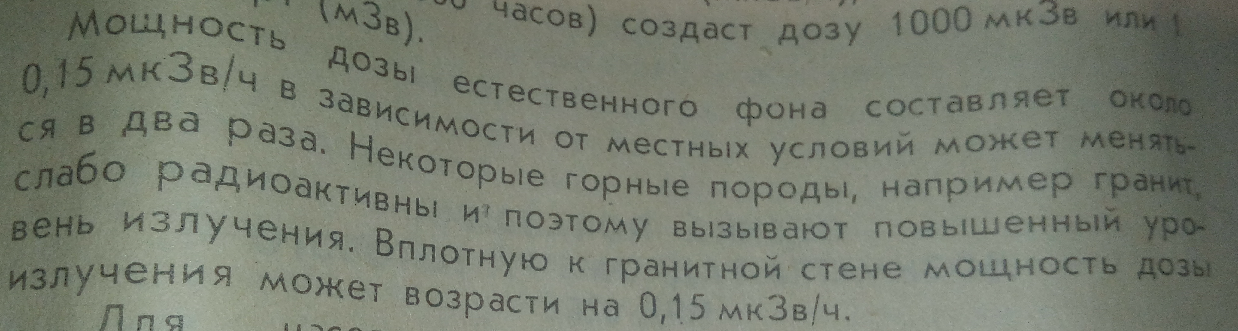 (мЗв). часов) создаст дозу 1000 мкЗв или 1
Мощность дозы естественного фона составляет около
0,15 мкЗв/ч в зависимости от местных условий может менять-
ся в два раза. Некоторые горные породы, например гранит,
слабо радиоактивны и поэтому вызывают повышенный уро-
вень излучения. Вплотную к гранитной стене мощность дозы
излучения может возрасти на 0,15 мкЗв/ч.
Для